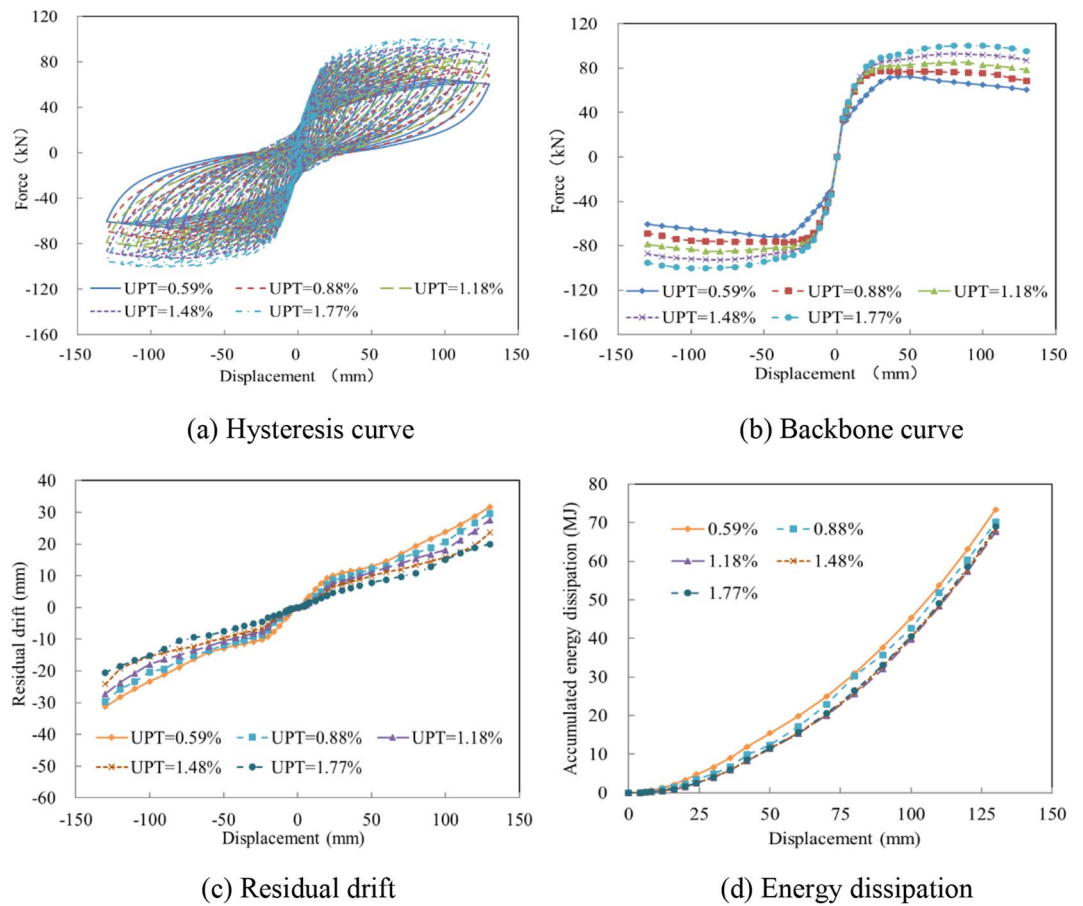 120
80
40
0
-40
-80
-120
-160
Force (kN)
UPT=0.59% UPT=0.88% UPT=1.18%
UPT=1.48% UPT=1.77%
-150 -100 -50 0 50 100 150
Displacement (mm)
(a) Hysteresis curve
120
80
40
0
-40
-80
-120
-160
Force (kN)
UPT=0.59% UPT=0.88% UPT=1.18%
UPT=1.48% UPT=1.77%
-150 -100 -50 0 50 100 150
Displacement (mm)
(b) Backbone curve
40
30
20
10
0
-10
-20
-30
-40
-50
-60
Residual drift (mm)
UPT=0.59% UPT=0.88% UPT=1.18%
UPT=1.48% UPT=1.77%
-150 -100 -50 0 50 100 150
Displacement (mm)
(c) Residual drift
80
70
60
50
40
30
20
10
0
Accumulated energy dissipation (MJ)
0.59% 0.88%
1.18% 1.48%
1.77%
0 25 50 75 100 125 150
Displacement (mm)
(d) Energy dissipation